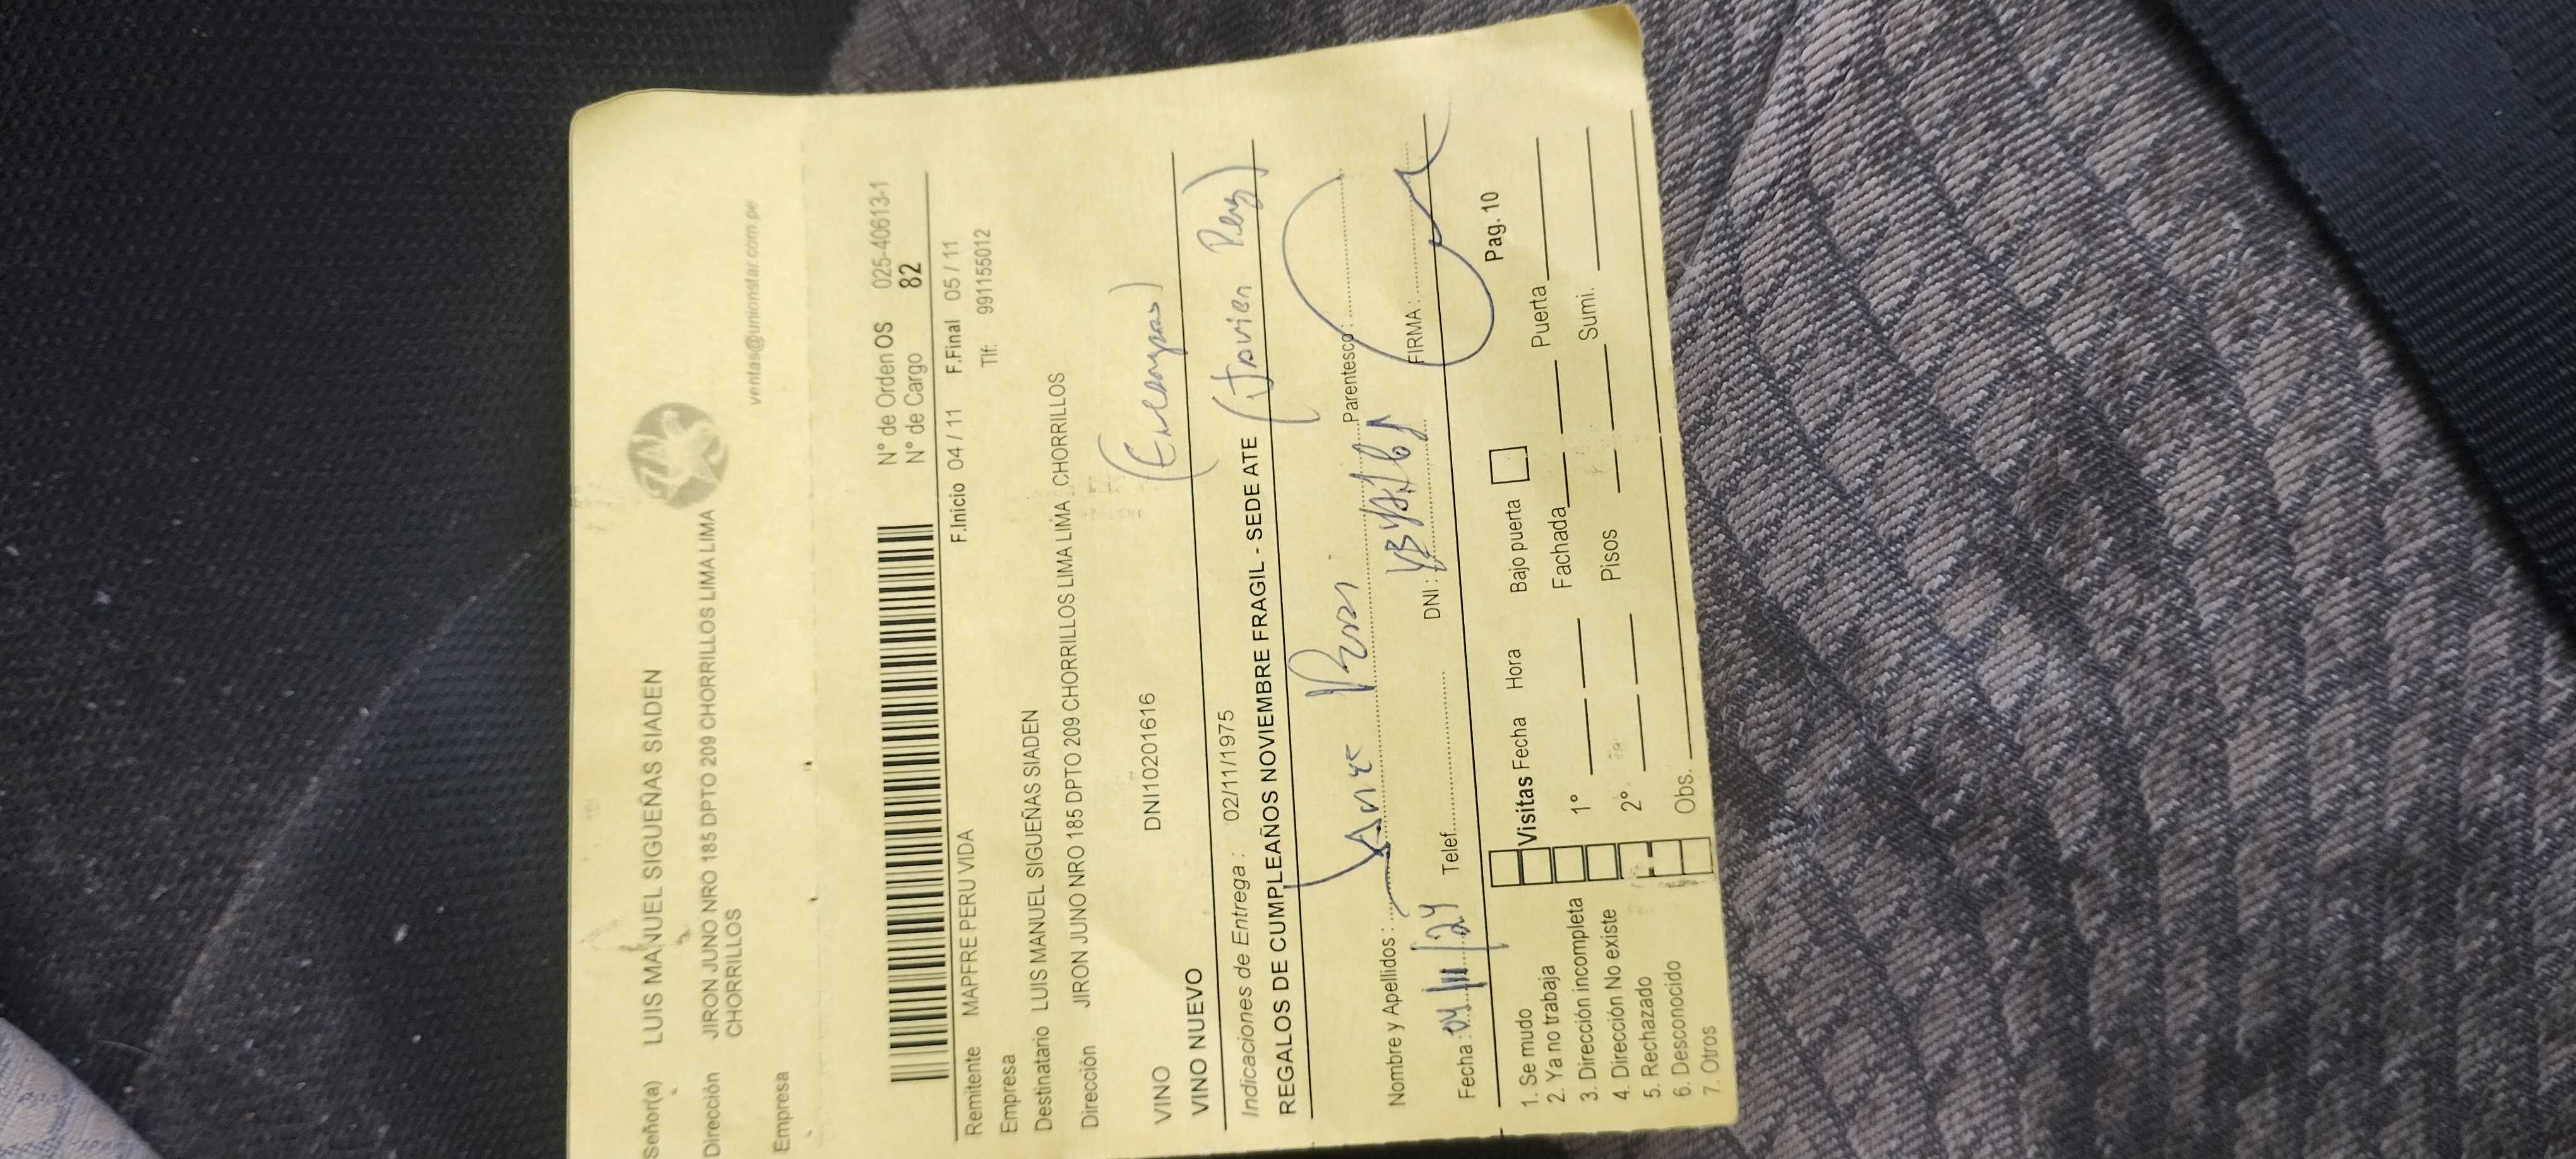 Señor(a) LUIS MANUEL SIGUEÑAS SIADEN
Dirección JIRON JUNO NRO 185 DPTO 209 CHORRILLOS LIMA LIMA
CHORRILLOS
ventas@unionstar.com.pe
Empresa
N° de Orden OS 025-40613-1
N° de Cargo 82
F.Inicio 04 / 11 F.Final 05 / 11
Remitente MAPFRE PERU VIDA Tlf: 991155012
Empresa
Destinatario LUIS MANUEL SIGUEÑAS SIADEN
Dirección JIRON JUNO NRO 185 DPTO 209 CHORRILLOS LIMA LIMA CHORRILLOS
VINO DNI10201616
VINO NUEVO
Indicaciones de Entrega : 02/11/1975
REGALOS DE CUMPLEAÑOS NOVIEMBRE FRAGIL - SEDE ATE (Javier
Nombre y Apellidos : Parentesco :
Fecha : 04/11/24 Telef. DNI : FIRMA :
Pag. 10
1. Se mudo Visitas Fecha Hora Bajo puerta
2. Ya no trabaja Fachada Puerta
3. Dirección incompleta 1°
4. Dirección No existe Pisos Sumi.
5. Rechazado 2°
6. Desconocido
7. Otros Obs.